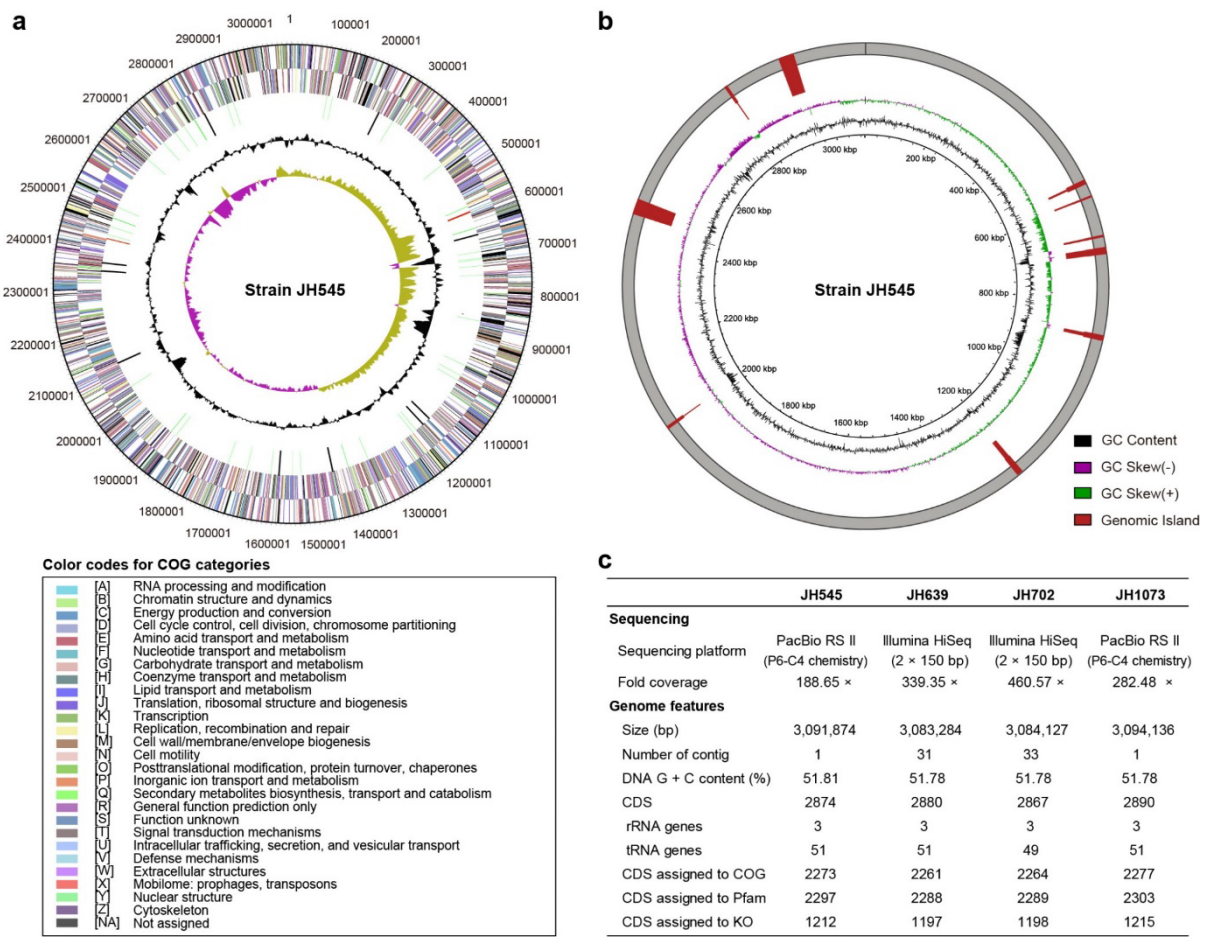 a
3000001 1 100001
2900001 200001
2800001 300001
2700001 400001
2600001 500001
2500001 600001
2400001 700001
2300001 800001
2200001 900001
2100001 1000001
2000001 1100001
1900001 1200001
1800001 1300001
1700001 1400001
1600001 1500001
Strain JH545
b
3000 kbp
200
2800 kbp
400 kbp
2600 kbp
600 kbp
2400 kbp
800 kbp
2200 kbp
1000 kbp
2000 kbp
1200 kbp
1800 kbp
1400 kbp
1600 kbp
Strain JH545
GC Content
GC Skew(-)
GC Skew(+)
Genomic Island
Color codes for COG categories
[A] RNA processing and modification
[B] Chromatin structure and dynamics
[C] Energy production and conversion
[D] Cell cycle control, cell division, chromosome partitioning
[E] Amino acid transport and metabolism
[F] Nucleotide transport and metabolism
[G] Carbohydrate transport and metabolism
[H] Coenzyme transport and metabolism
[I] Lipid transport and metabolism
[J] Translation, ribosomal structure and biogenesis
[K] Transcription
[L] Replication, recombination and repair
[M] Cell wall/membrane/envelope biogenesis
[N] Cell motility
[O] Posttranslational modification, protein turnover, chaperones
[P] Inorganic ion transport and metabolism
[Q] Secondary metabolites biosynthesis, transport and catabolism
[R] General function prediction only
[S] Function unknown
[T] Signal transduction mechanisms
[U] Intracellular trafficking, secretion, and vesicular transport
[V] Defense mechanisms
[W] Extracellular structures
[X] Mobilome: prophages, transposons
[Y] Nuclear structure
[Z] Cytoskeleton
[NA] Not assigned
c
JH545 JH639 JH702 JH1073
Sequencing
Sequencing platform PacBio RS II (P6-C4 chemistry) Illumina HiSeq (2 × 150 bp) Illumina HiSeq (2 × 150 bp) PacBio RS II (P6-C4 chemistry)
Fold coverage 188.65 × 339.35 × 460.57 × 282.48 ×
Genome features
Size (bp) 3,091,874 3,083,284 3,084,127 3,094,136
Number of contig 1 31 33 1
DNA G + C content (%) 51.81 51.78 51.78 51.78
CDS 2874 2880 2867 2890
rRNA genes 3 3 3 3
tRNA genes 51 51 49 51
CDS assigned to COG 2273 2261 2264 2277
CDS assigned to Pfam 2297 2288 2289 2303
CDS assigned to KO 1212 1197 1198 1215